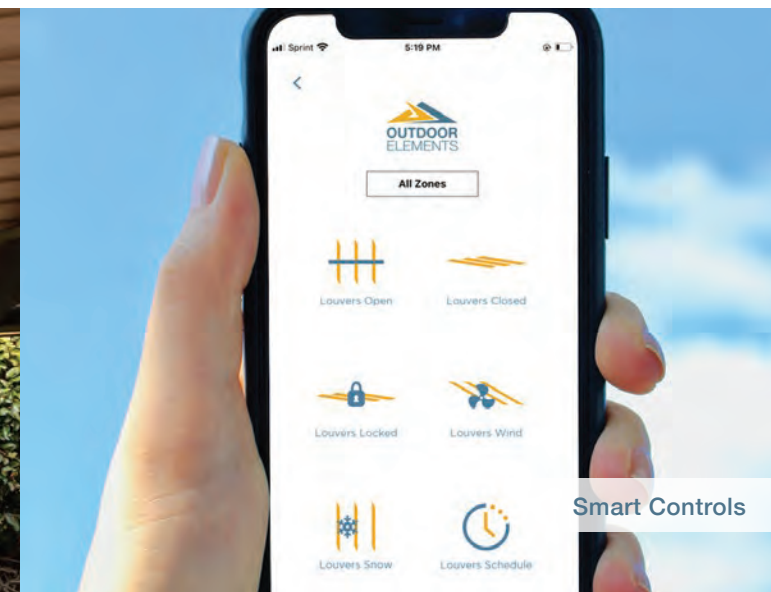 Sprint
5:19 PM
OUTDOOR
ELEMENTS
All Zones
Louvers Open
Louvers Closed
Louvers Locked
Louvers Wind
Louvers Snow
Louvers Schedule
Smart Controls